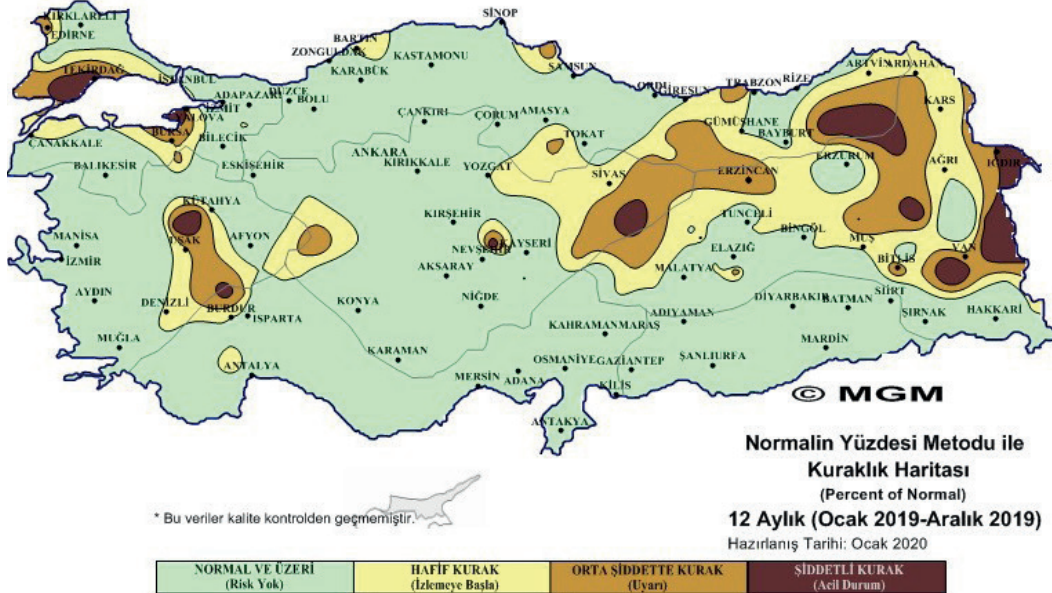 SİNOP
KIRKLARELİ
EDİRNE
BARTIN
ZONGULDAK
KASTAMONU
KARABÜK
SAMSUN
TEKİRDAĞ
İSTANBUL
ADAPAZARI
DÜZCE
BOLU
İZMİT
YALOVA
ORDU
GİRESUN
TRABZON
RİZE
ARTVİN
ARDAHAN
KARS
ÇANKIRI
ÇORUM
AMASYA
TOKAT
GÜMÜŞHANE
BAYBURT
ÇANAKKALE
BURSA
BİLECİK
BALIKESİR
ESKİŞEHİR
ANKARA
KIRIKKALE
YOZGAT
SİVAS
ERZİNCAN
ERZURUM
AĞRI
IĞDIR
KÜTAHYA
MANİSA
UŞAK
AFYON
KIRŞEHİR
NEVŞEHİR
KAYSERİ
TUNCELİ
BİNGÖL
ELAZIĞ
MUŞ
BİTLİS
VAN
İZMİR
AKSARAY
MALATYA
AYDIN
DENİZLİ
BURDUR
ISPARTA
KONYA
NİĞDE
ADIYAMAN
DİYARBAKIR
BATMAN
SİİRT
ŞIRNAK
HAKKARİ
MUĞLA
ANTALYA
KARAMAN
KAHRAMANMARAŞ
MARDİN
MERSİN
ADANA
OSMANİYE
GAZİANTEP
ŞANLIURFA
KİLİS
ANTAKYA
© MGM
Normalin Yüzdesi Metodu ile
Kuraklık Haritası
(Percent of Normal)
12 Aylık (Ocak 2019-Aralık 2019)
Hazırlanış Tarihi: Ocak 2020
* Bu veriler kalite kontrolden geçmemiştir.
NORMAL VE ÜZERİ
(Risk Yok)
HAFİF KURAK
(İzlemeye Başla)
ORTA ŞİDDETTE KURAK
(Uyarı)
ŞİDDETLİ KURAK
(Acil Durum)